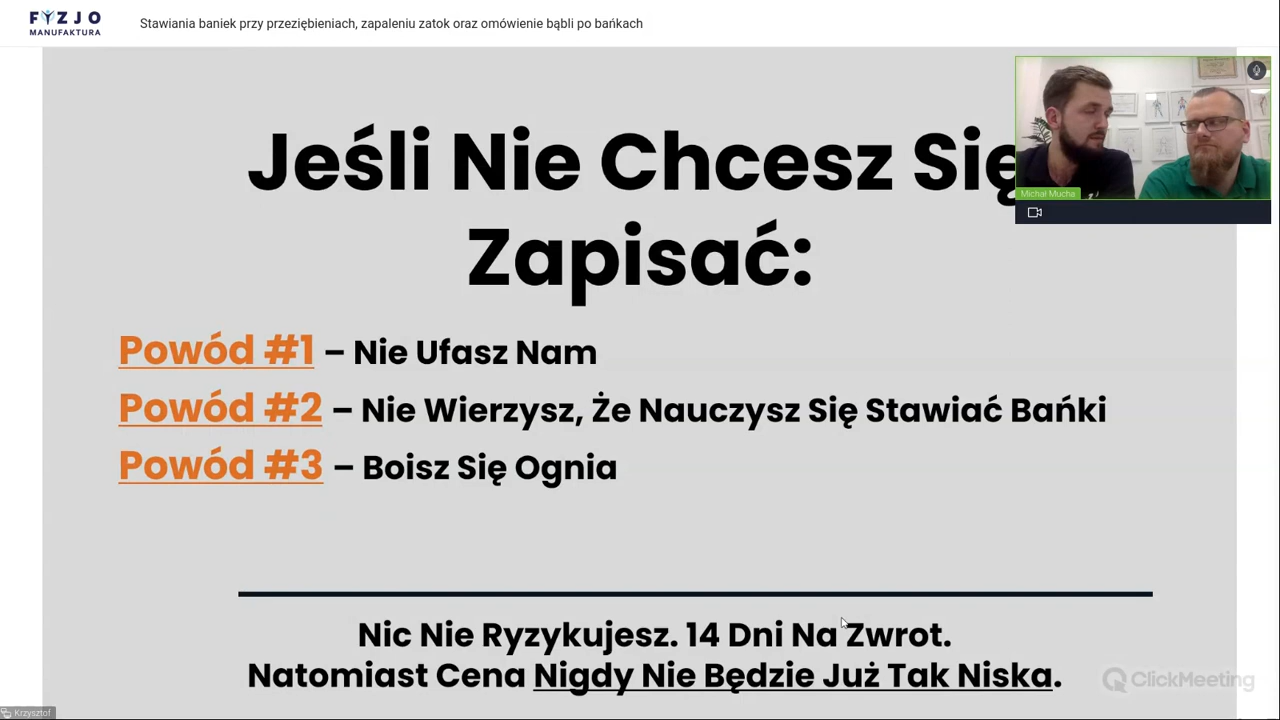 FYZJO
MANUFAKTURA
Stawiania baniek przy przeziębieniach, zapaleniu zatok oraz omówienie bąbli po bańkach
Jeśli Nie Chcesz Się
Zapisać:
Michał Mucha
Powód #1 – Nie Ufasz Nam
Powód #2 – Nie Wierzysz, Że Nauczysz Się Stawiać Bańki
Powód #3 – Boisz Się Ognia
Nic Nie Ryzykujesz. 14 Dni Na Zwrot.
Natomiast Cena Nigdy Nie Będzie Już Tak Niska.
ClickMeeting
Krzysztof